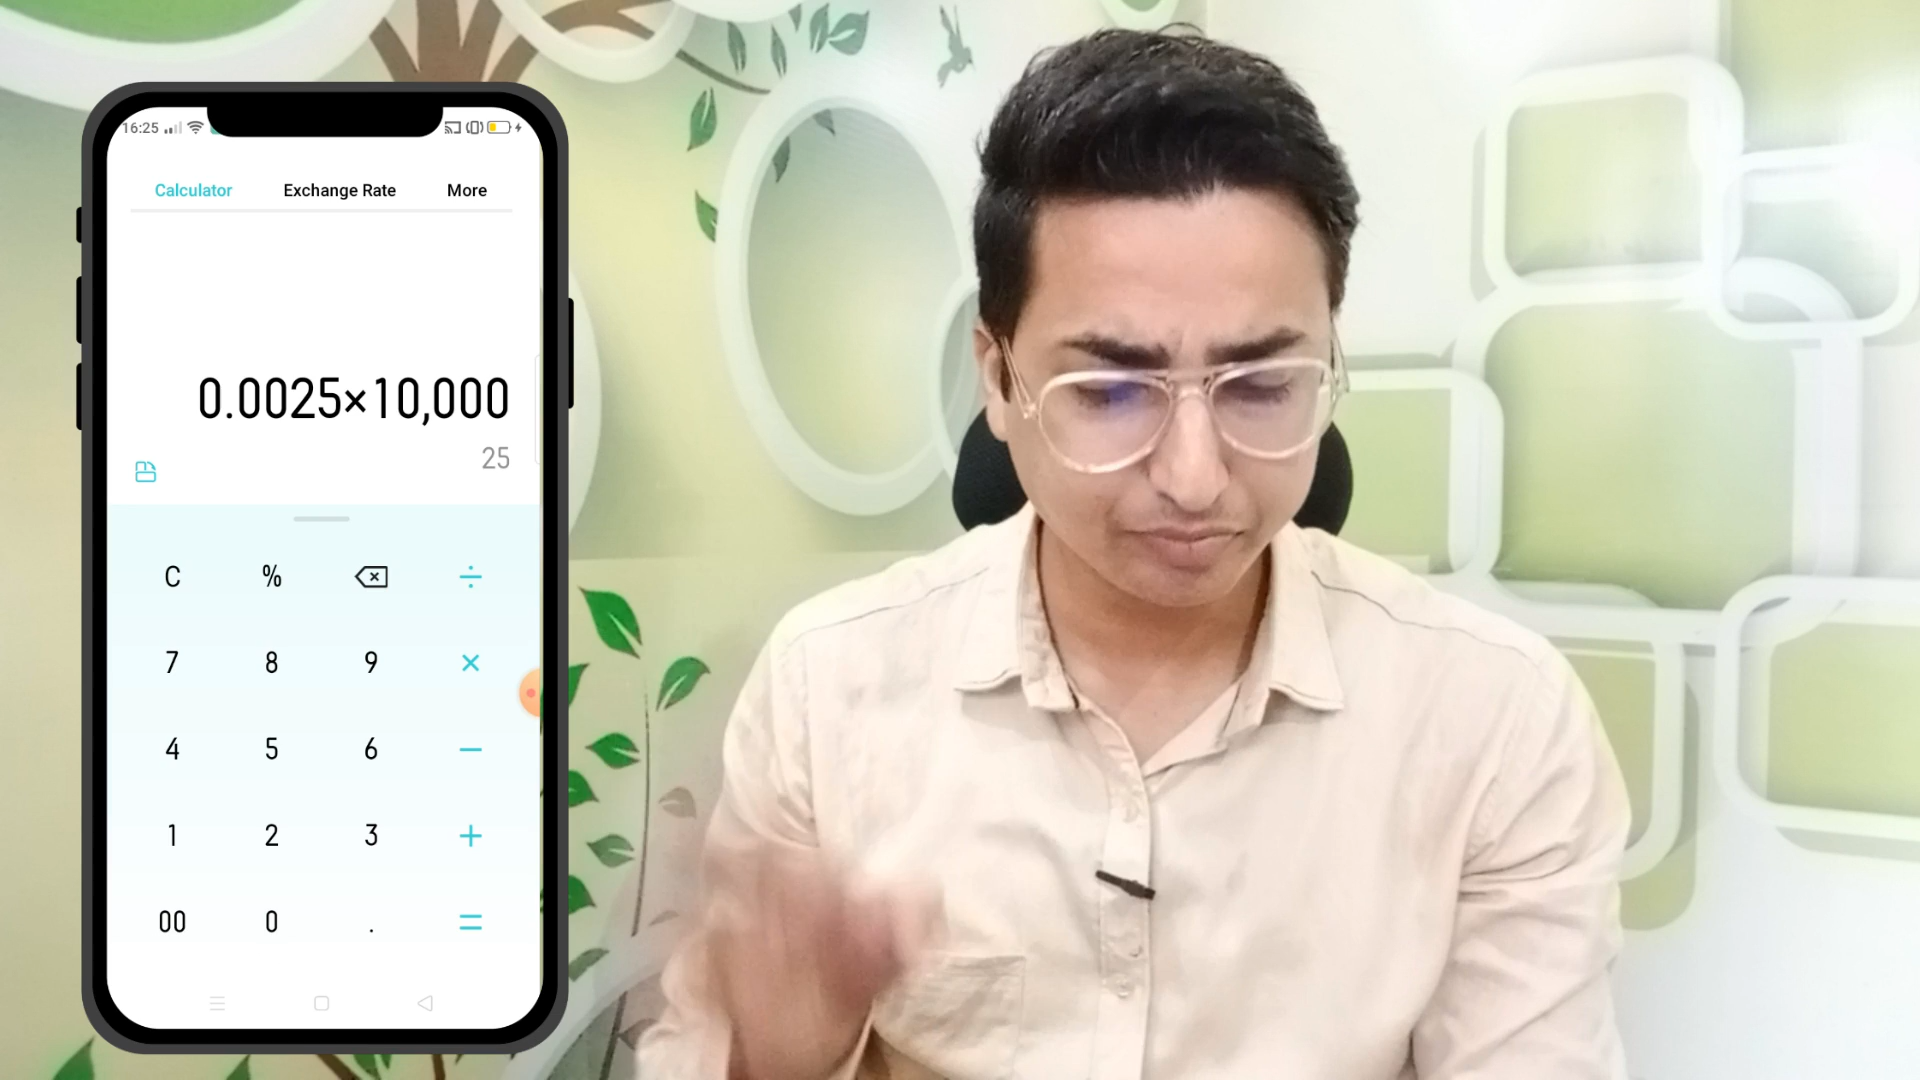 16:25
Calculator Exchange Rate More
0.0025×10,000
25
C % ÷
7 8 9 ×
4 5 6 −
1 2 3 +
00 0 . =